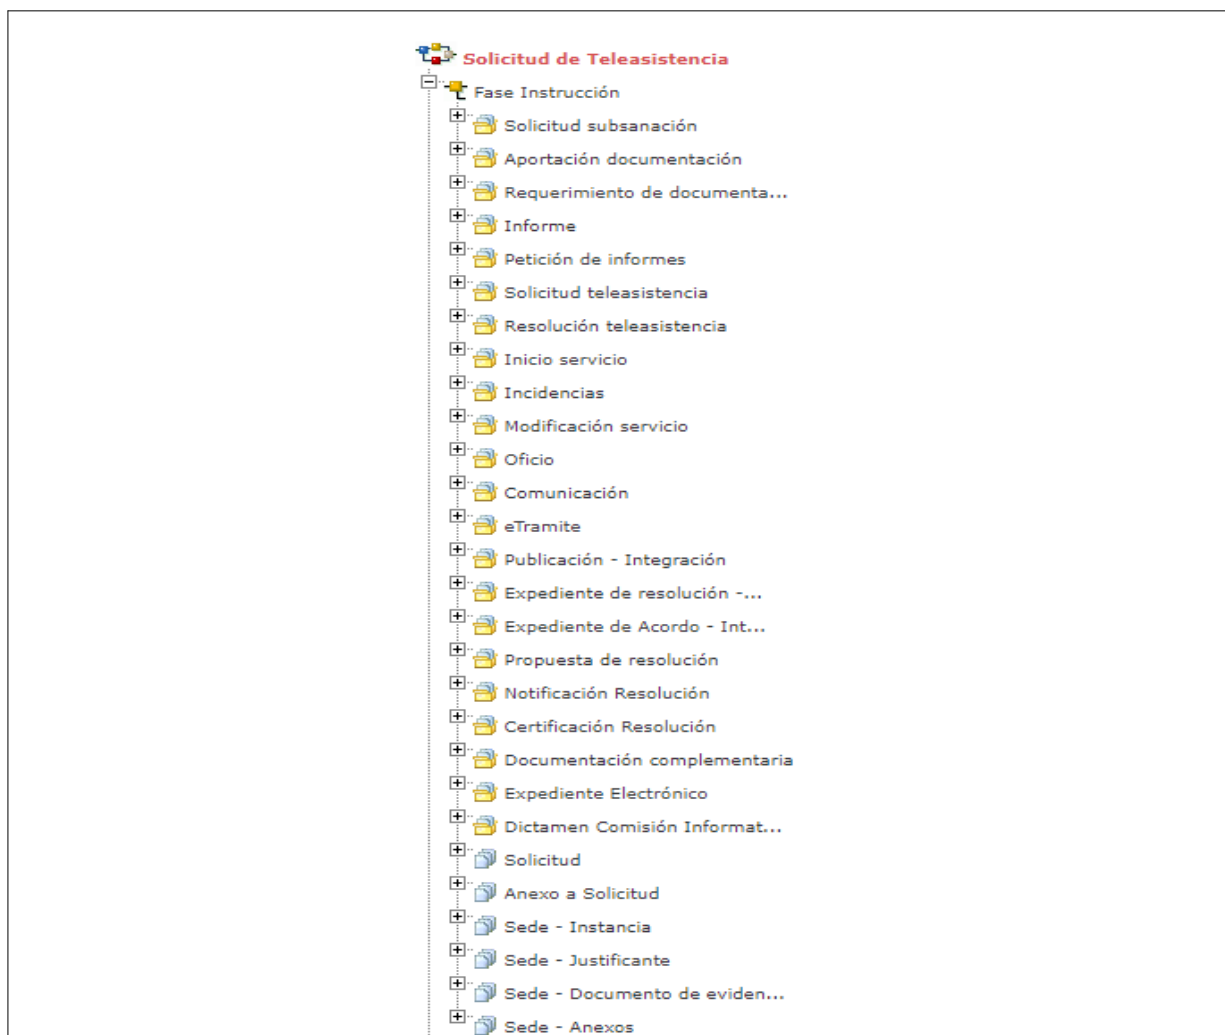 Solicitud de Teleasistencia
Fase Instrucción
Solicitud subsanación
Aportación documentación
Requerimiento de documenta...
Informe
Petición de informes
Solicitud teleasistencia
Resolución teleasistencia
Inicio servicio
Incidencias
Modificación servicio
Oficio
Comunicación
eTramite
Publicación - Integración
Expediente de resolución -...
Expediente de Acordo - Int...
Propuesta de resolución
Notificación Resolución
Certificación Resolución
Documentación complementaria
Expediente Electrónico
Dictamen Comisión Informat...
Solicitud
Anexo a Solicitud
Sede - Instancia
Sede - Justificante
Sede - Documento de eviden...
Sede - Anexos